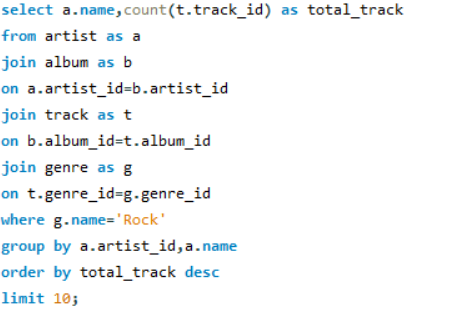 select a.name,count(t.track_id) as total_track
from artist as a
join album as b
on a.artist_id=b.artist_id
join track as t
on b.album_id=t.album_id
join genre as g
on t.genre_id=g.genre_id
where g.name='Rock'
group by a.artist_id,a.name
order by total_track desc
limit 10;